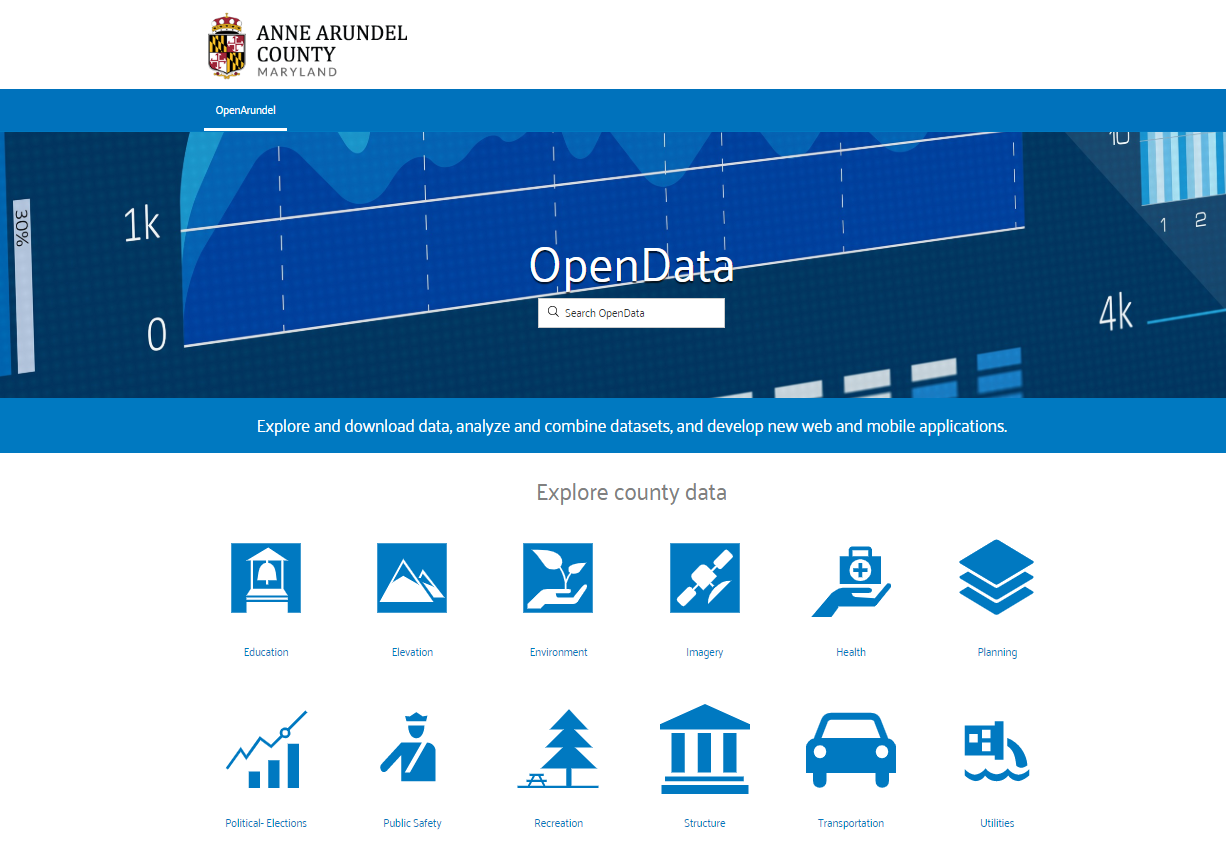 ANNE ARUNDEL
COUNTY
MARYLAND
OpenArundel
30%
1k
0
10
1 2
4k
OpenData
Search OpenData
Explore and download data, analyze and combine datasets, and develop new web and mobile applications.
Explore county data
Education Elevation Environment Imagery Health Planning
Political- Elections Public Safety Recreation Structure Transportation Utilities